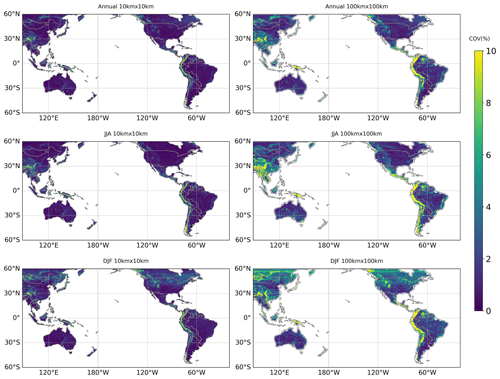 Annual 10kmx10km
Annual 100kmx100km
60°N
30°N
0°
30°S
60°S
120°E
180°W
120°W
60°W
60°N
30°N
0°
30°S
60°S
120°E
180°W
120°W
60°W
COV(%)
10
8
6
4
2
0
JJA 10kmx10km
JJA 100kmx100km
60°N
30°N
0°
30°S
60°S
120°E
180°W
120°W
60°W
60°N
30°N
0°
30°S
60°S
120°E
180°W
120°W
60°W
DJF 10kmx10km
DJF 100kmx100km
60°N
30°N
0°
30°S
60°S
120°E
180°W
120°W
60°W
60°N
30°N
0°
30°S
60°S
120°E
180°W
120°W
60°W